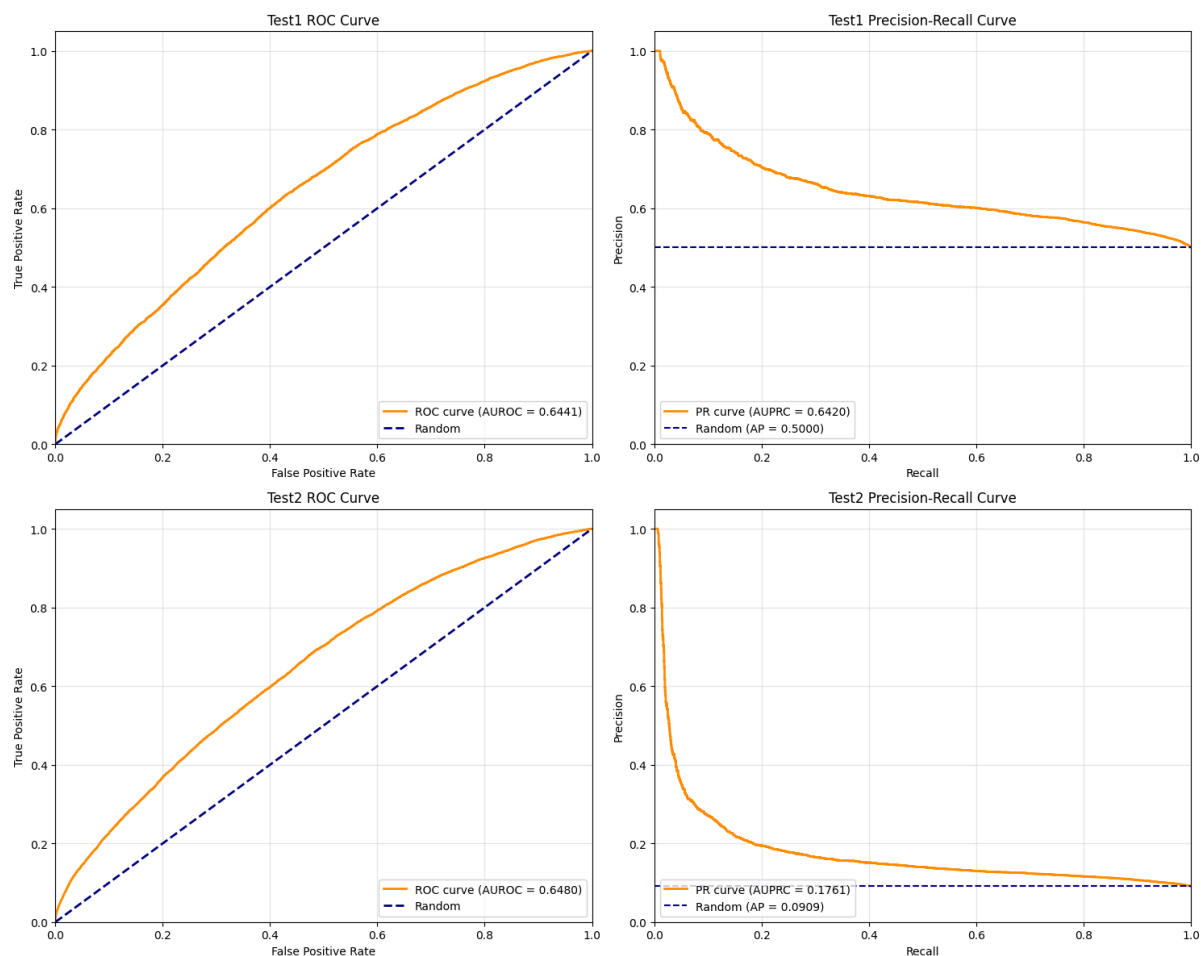 Test1 ROC Curve
1.0
0.8
0.6
0.4
0.2
0.0
True Positive Rate
0.0 0.2 0.4 0.6 0.8 1.0
False Positive Rate
ROC curve (AUROC = 0.6441)
Random
Test1 Precision-Recall Curve
1.0
0.8
0.6
0.4
0.2
0.0
Precision
0.0 0.2 0.4 0.6 0.8 1.0
Recall
PR curve (AUPRC = 0.6420)
Random (AP = 0.5000)
Test2 ROC Curve
1.0
0.8
0.6
0.4
0.2
0.0
True Positive Rate
0.0 0.2 0.4 0.6 0.8 1.0
False Positive Rate
ROC curve (AUROC = 0.6480)
Random
Test2 Precision-Recall Curve
1.0
0.8
0.6
0.4
0.2
0.0
Precision
0.0 0.2 0.4 0.6 0.8 1.0
Recall
PR curve (AUPRC = 0.1761)
Random (AP = 0.0909)